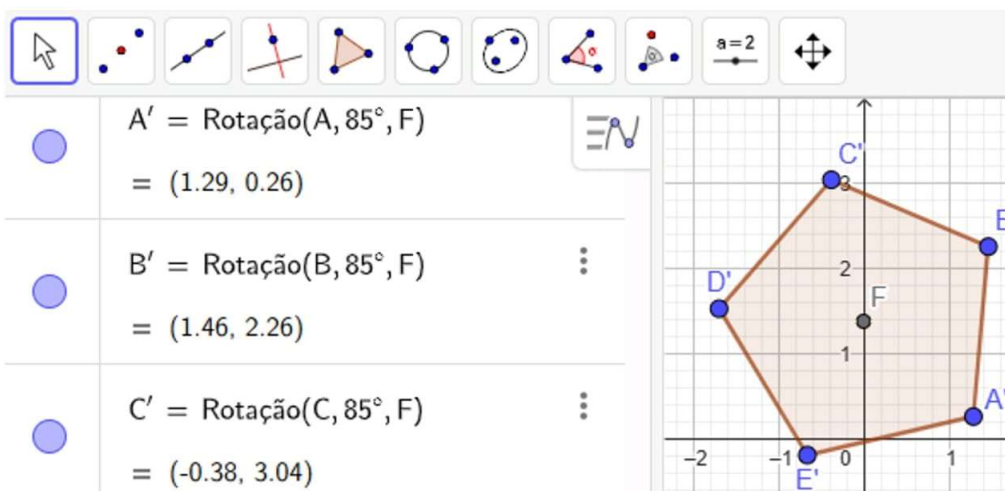 a=2
A′ = Rotação(A, 85°, F)
= (1.29, 0.26)
B′ = Rotação(B, 85°, F)
= (1.46, 2.26)
C′ = Rotação(C, 85°, F)
= (-0.38, 3.04)
C'
3
B
2
D'
F
1
A'
–2 –1 0 1
E'